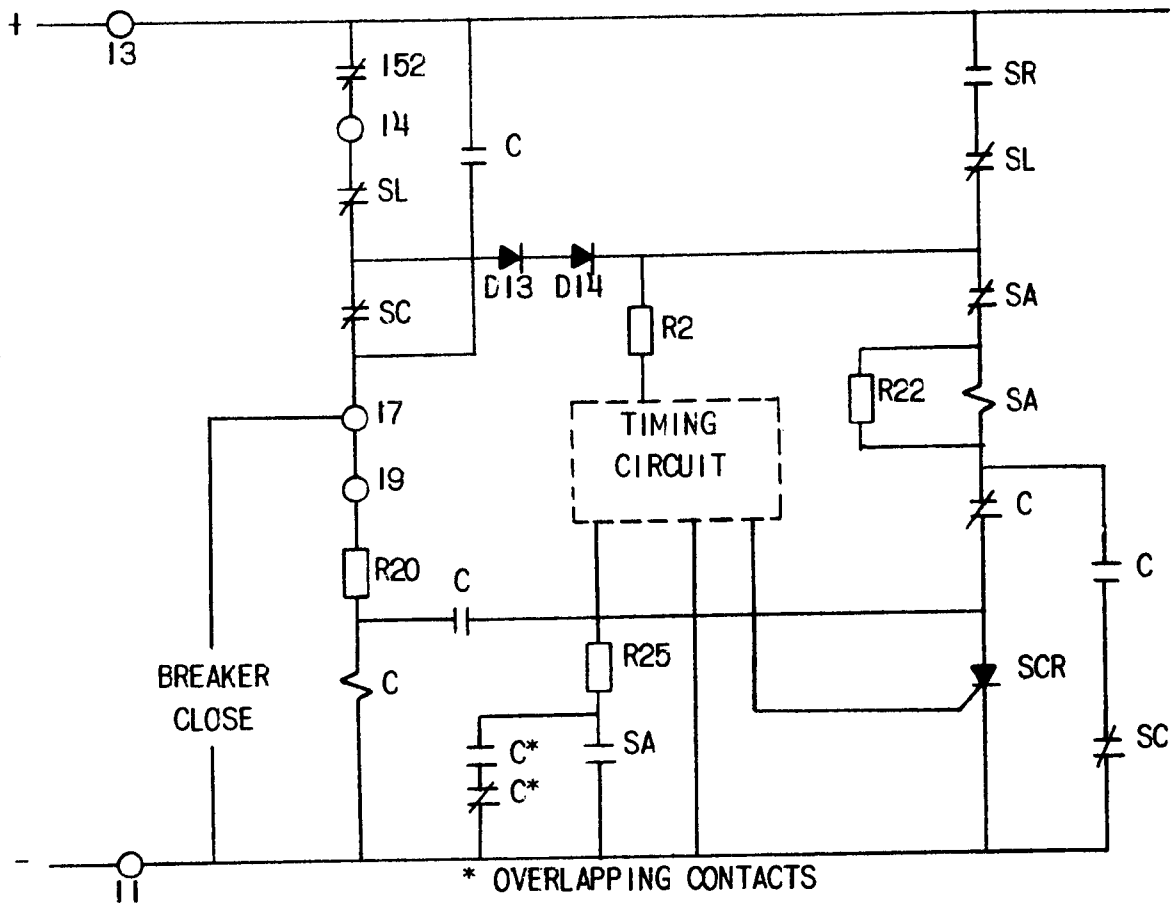 +
13
152
14
C
SR
SL
SL
D13 D14
SA
SC
R2
R22
SA
17
TIMING
CIRCUIT
19
C
R20
C
C
R25
SCR
BREAKER
CLOSE
C
SC
C*
SA
C*
-
11
* OVERLAPPING CONTACTS